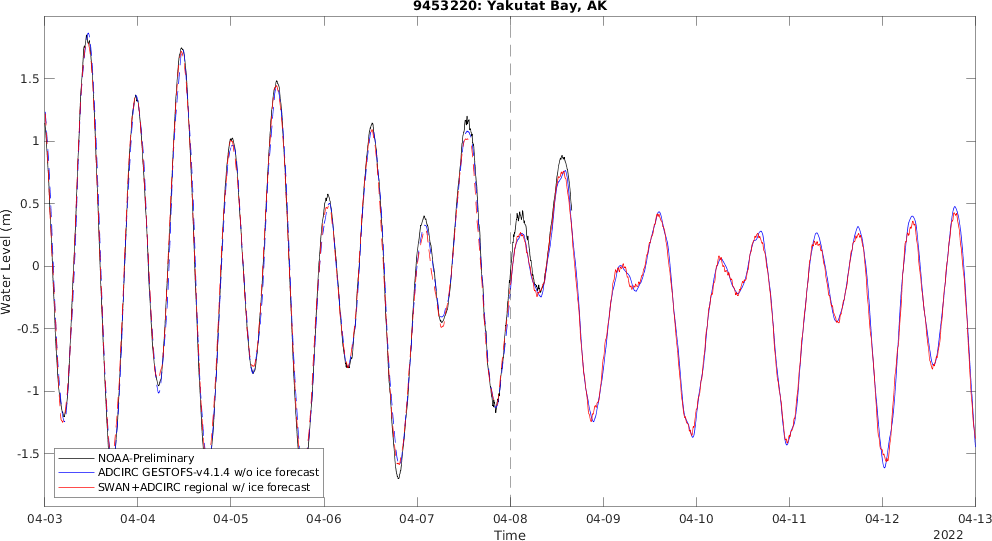 9453220: Yakutat Bay, AK
Water Level (m)
1.5
1
0.5
0
-0.5
-1
-1.5
NOAA-Preliminary
ADCIRC GESTOFS-v4.1.4 w/o ice forecast
SWAN+ADCIRC regional w/ ice forecast
04-03 04-04 04-05 04-06 04-07 04-08 04-09 04-10 04-11 04-12 04-13
Time
2022